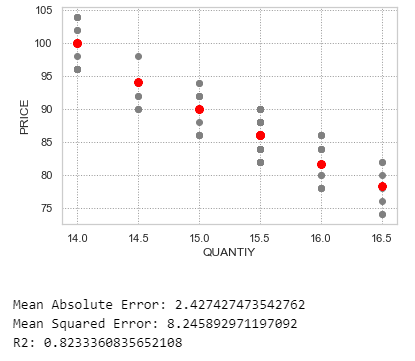 105
100
95
90
85
80
75
PRICE
14.0 14.5 15.0 15.5 16.0 16.5
QUANTIY
Mean Absolute Error: 2.427427473542762
Mean Squared Error: 8.245892971197092
R2: 0.8233360835652108